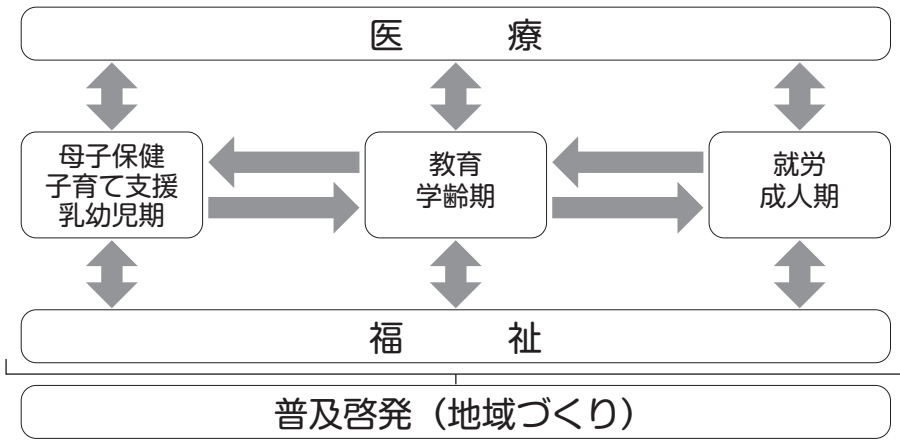 医　　療
母子保健
子育て支援
乳幼児期
教育
学齢期
就労
成人期
福　　祉
普及啓発（地域づくり）